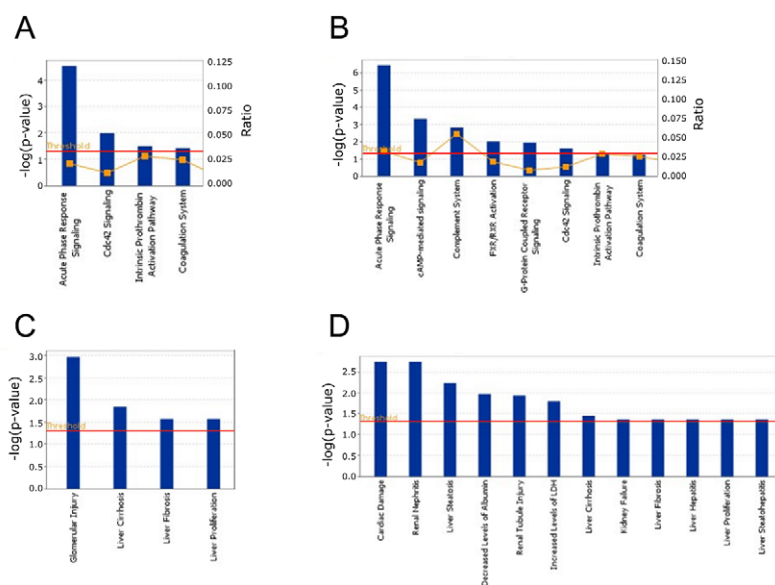 A
B
-log(p-value)
4
3
2
1
0
Threshold
0.125
0.100
0.075
0.050
0.025
0.000
Ratio
Acute Phase Response
Signaling
Cdc42 Signaling
Intrinsic Prothrombin
Activation Pathway
Coagulation System
-log(p-value)
6
5
4
3
2
1
0
Threshold
0.150
0.125
0.100
0.075
0.050
0.025
0.000
Ratio
Acute Phase Response
Signaling
cAMP-mediated signaling
Complement System
FXR/RXR Activation
G-Protein Coupled Receptor
Signaling
Cdc42 Signaling
Intrinsic Prothrombin
Activation Pathway
Coagulation System
C
D
-log(p-value)
3.0
2.5
2.0
1.5
1.0
0.5
0.0
Threshold
Glomerular Injury
Liver Cirrhosis
Liver Fibrosis
Liver Proliferation
-log(p-value)
2.5
2.0
1.5
1.0
0.5
0.0
Threshold
Cardiac Damage
Renal Nephritis
Liver Steatosis
Decreased Levels of Albumin
Renal Tubule Injury
Increased Levels of LDH
Liver Cirrhosis
Kidney Failure
Liver Fibrosis
Liver Hepatitis
Liver Proliferation
Liver Steatohepatitis